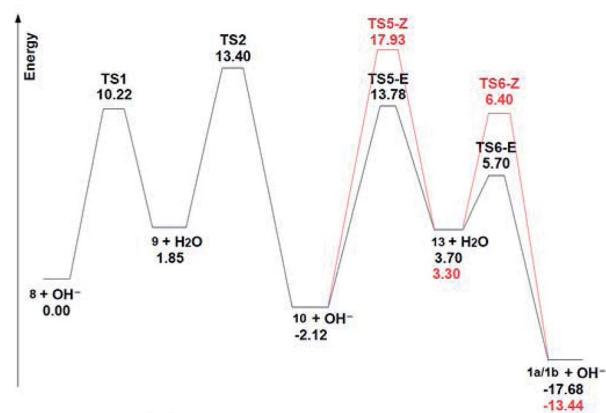 Energy
TS1
10.22
TS2
13.40
TS5-Z
17.93
TS5-E
13.78
TS6-Z
6.40
TS6-E
5.70
8 + OH⁻
0.00
9 + H2O
1.85
10 + OH⁻
-2.12
13 + H2O
3.70
3.30
1a/1b + OH⁻
-17.68
-13.44